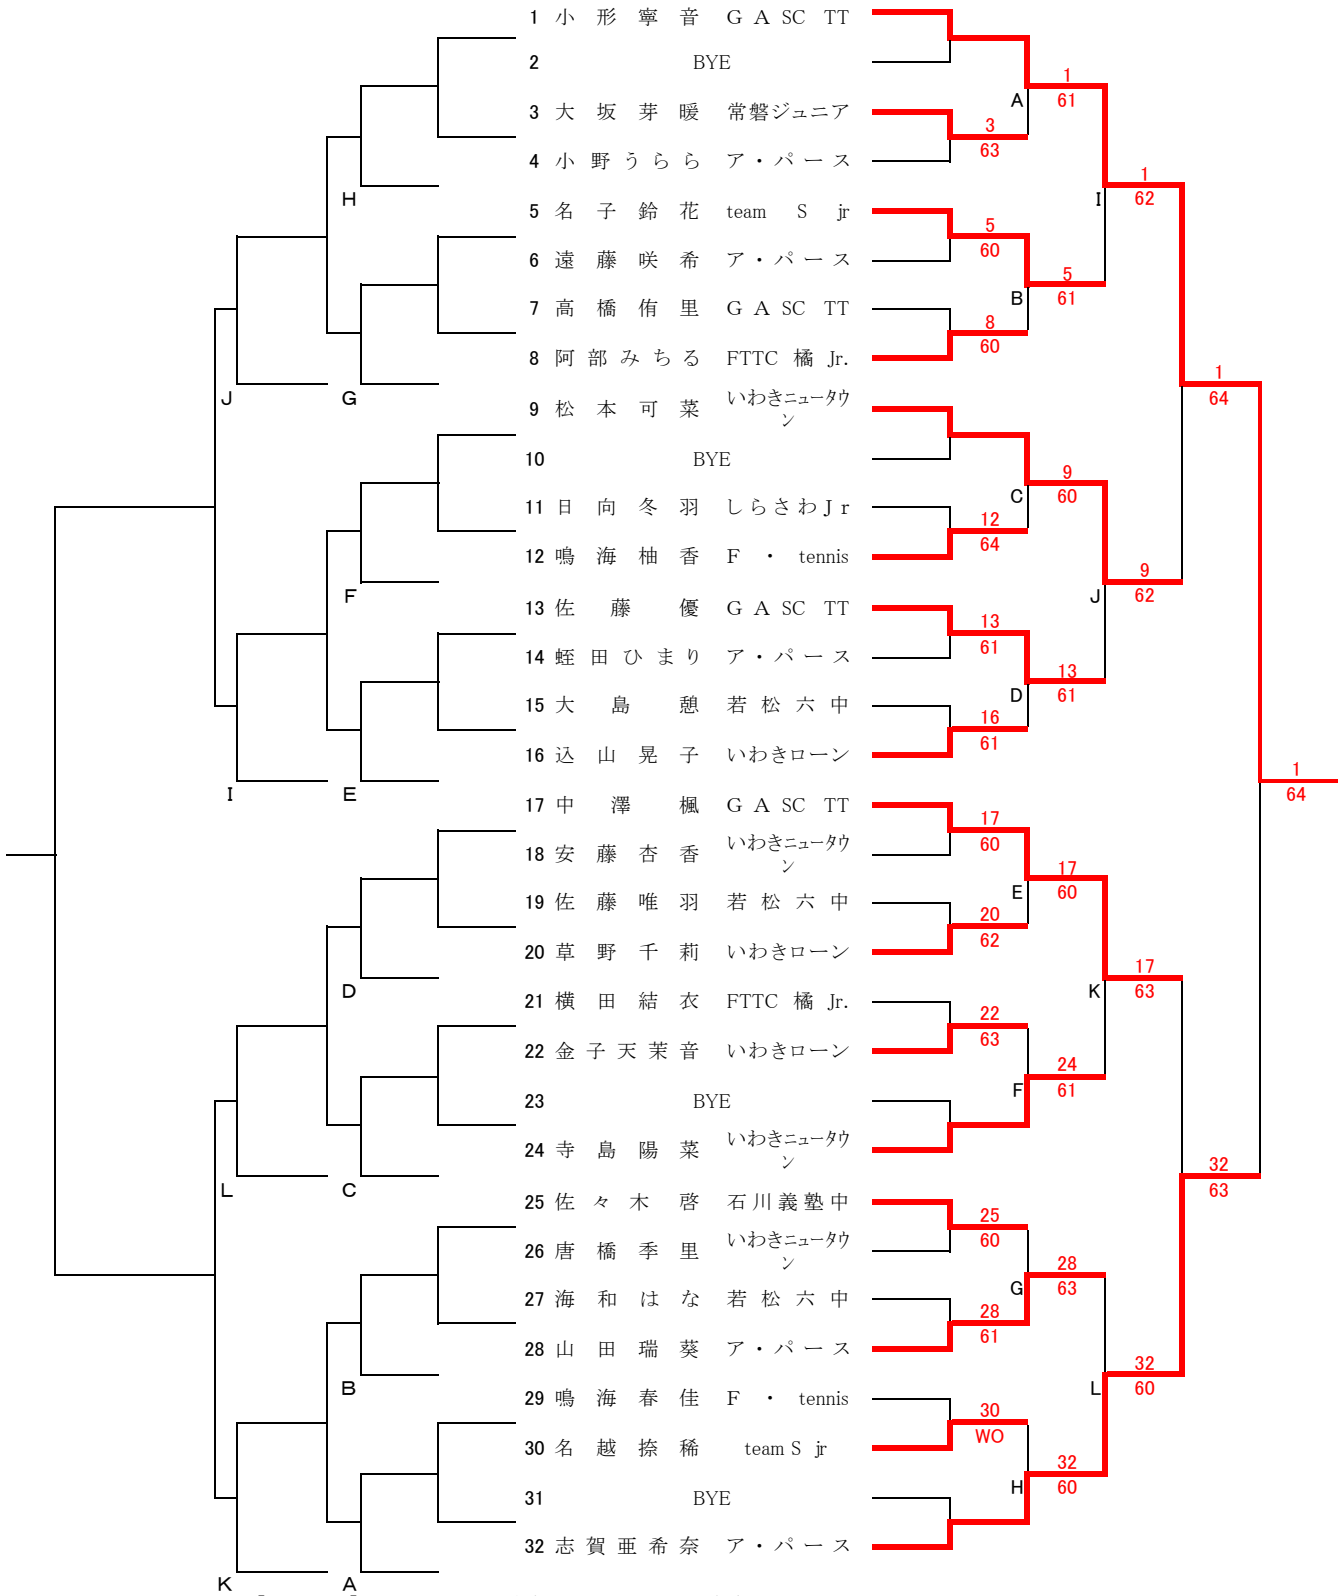 1 小形寧音 GASC TT
2 BYE
3 大坂芽暖 常磐ジュニア
4 小野うらら ア・パース
5 名子鈴花 team S jr
6 遠藤咲希 ア・パース
7 高橋侑里 GASC TT
8 阿部みちる FTTC 橘 Jr.
9 松本可菜 いわきニュータウン
10 BYE
11 日向冬羽 しらさわJr
12 鳴海柚香 F・tennis
13 佐藤優 GASC TT
14 蛭田ひまり ア・パース
15 大島憩 若松六中
16 込山晃子 いわきローン
17 中澤楓 GASC TT
18 安藤杏香 いわきニュータウン
19 佐藤唯羽 若松六中
20 草野千莉 いわきローン
21 横田結衣 FTTC 橘 Jr.
22 金子天茉音 いわきローン
23 BYE
24 寺島陽菜 いわきニュータウン
25 佐々木啓 石川義塾中
26 唐橋季里 いわきニュータウン
27 海和はな 若松六中
28 山田瑞葵 ア・パース
29 鳴海春佳 F・tennis
30 名越捺稀 team S jr
31 BYE
32 志賀亜希奈 ア・パース
H
G
J
F
E
I
D
C
L
B
A
K
3
63
5
60
8
60
12
64
13
61
16
61
17
60
20
62
22
63
25
60
28
61
30
WO
A
1
61
B
5
61
C
9
60
D
13
61
E
17
60
F
24
61
G
28
63
H
32
60
I
1
62
J
9
62
K
17
63
L
32
60
1
64
32
63
1
64